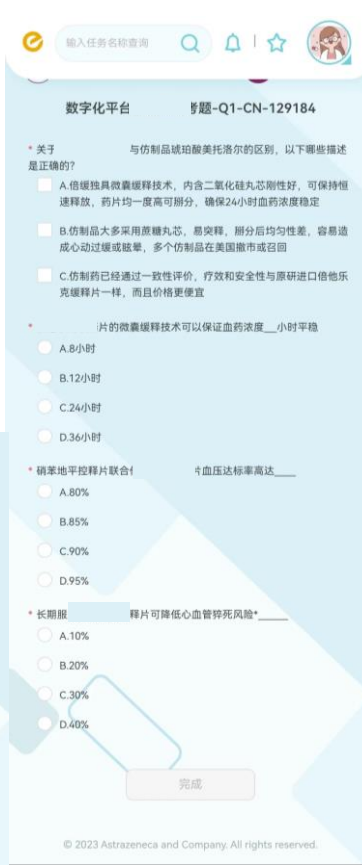 输入任务名称查询
数字化平台 考题-Q1-CN-129184
* 关于 与仿制品琥珀酸美托洛尔的区别，以下哪些描述
是正确的?
A.倍缓独具微囊缓释技术，内含二氧化硅丸芯刚性好，可保持恒
速释放，药片均一度高可掰分，确保24小时血药浓度稳定
B.仿制品大多采用蔗糖丸芯，易突释，掰分后均匀性差，容易造
成心动过缓或眩晕，多个仿制品在美国撤市或召回
C.仿制药已经通过一致性评价，疗效和安全性与原研进口倍他乐
克缓释片一样，而且价格更便宜
* 片的微囊缓释技术可以保证血药浓度__小时平稳
A.8小时
B.12小时
C.24小时
D.36小时
* 硝苯地平控释片联合 片血压达标率高达____
A.80%
B.85%
C.90%
D.95%
* 长期服 释片可降低心血管猝死风险*_____
A.10%
B.20%
C.30%
D.40%
完成
© 2023 Astrazeneca and Company. All rights reserved.